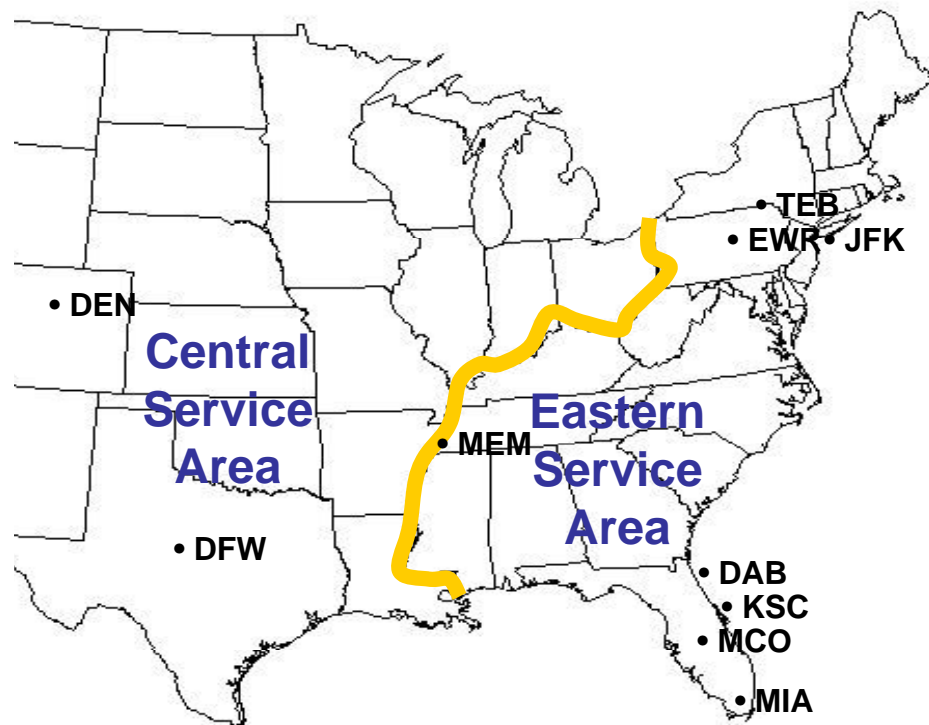 TEB
EWR
JFK
DEN
Central
Service
Area
Eastern
Service
Area
MEM
DFW
DAB
KSC
MCO
MIA